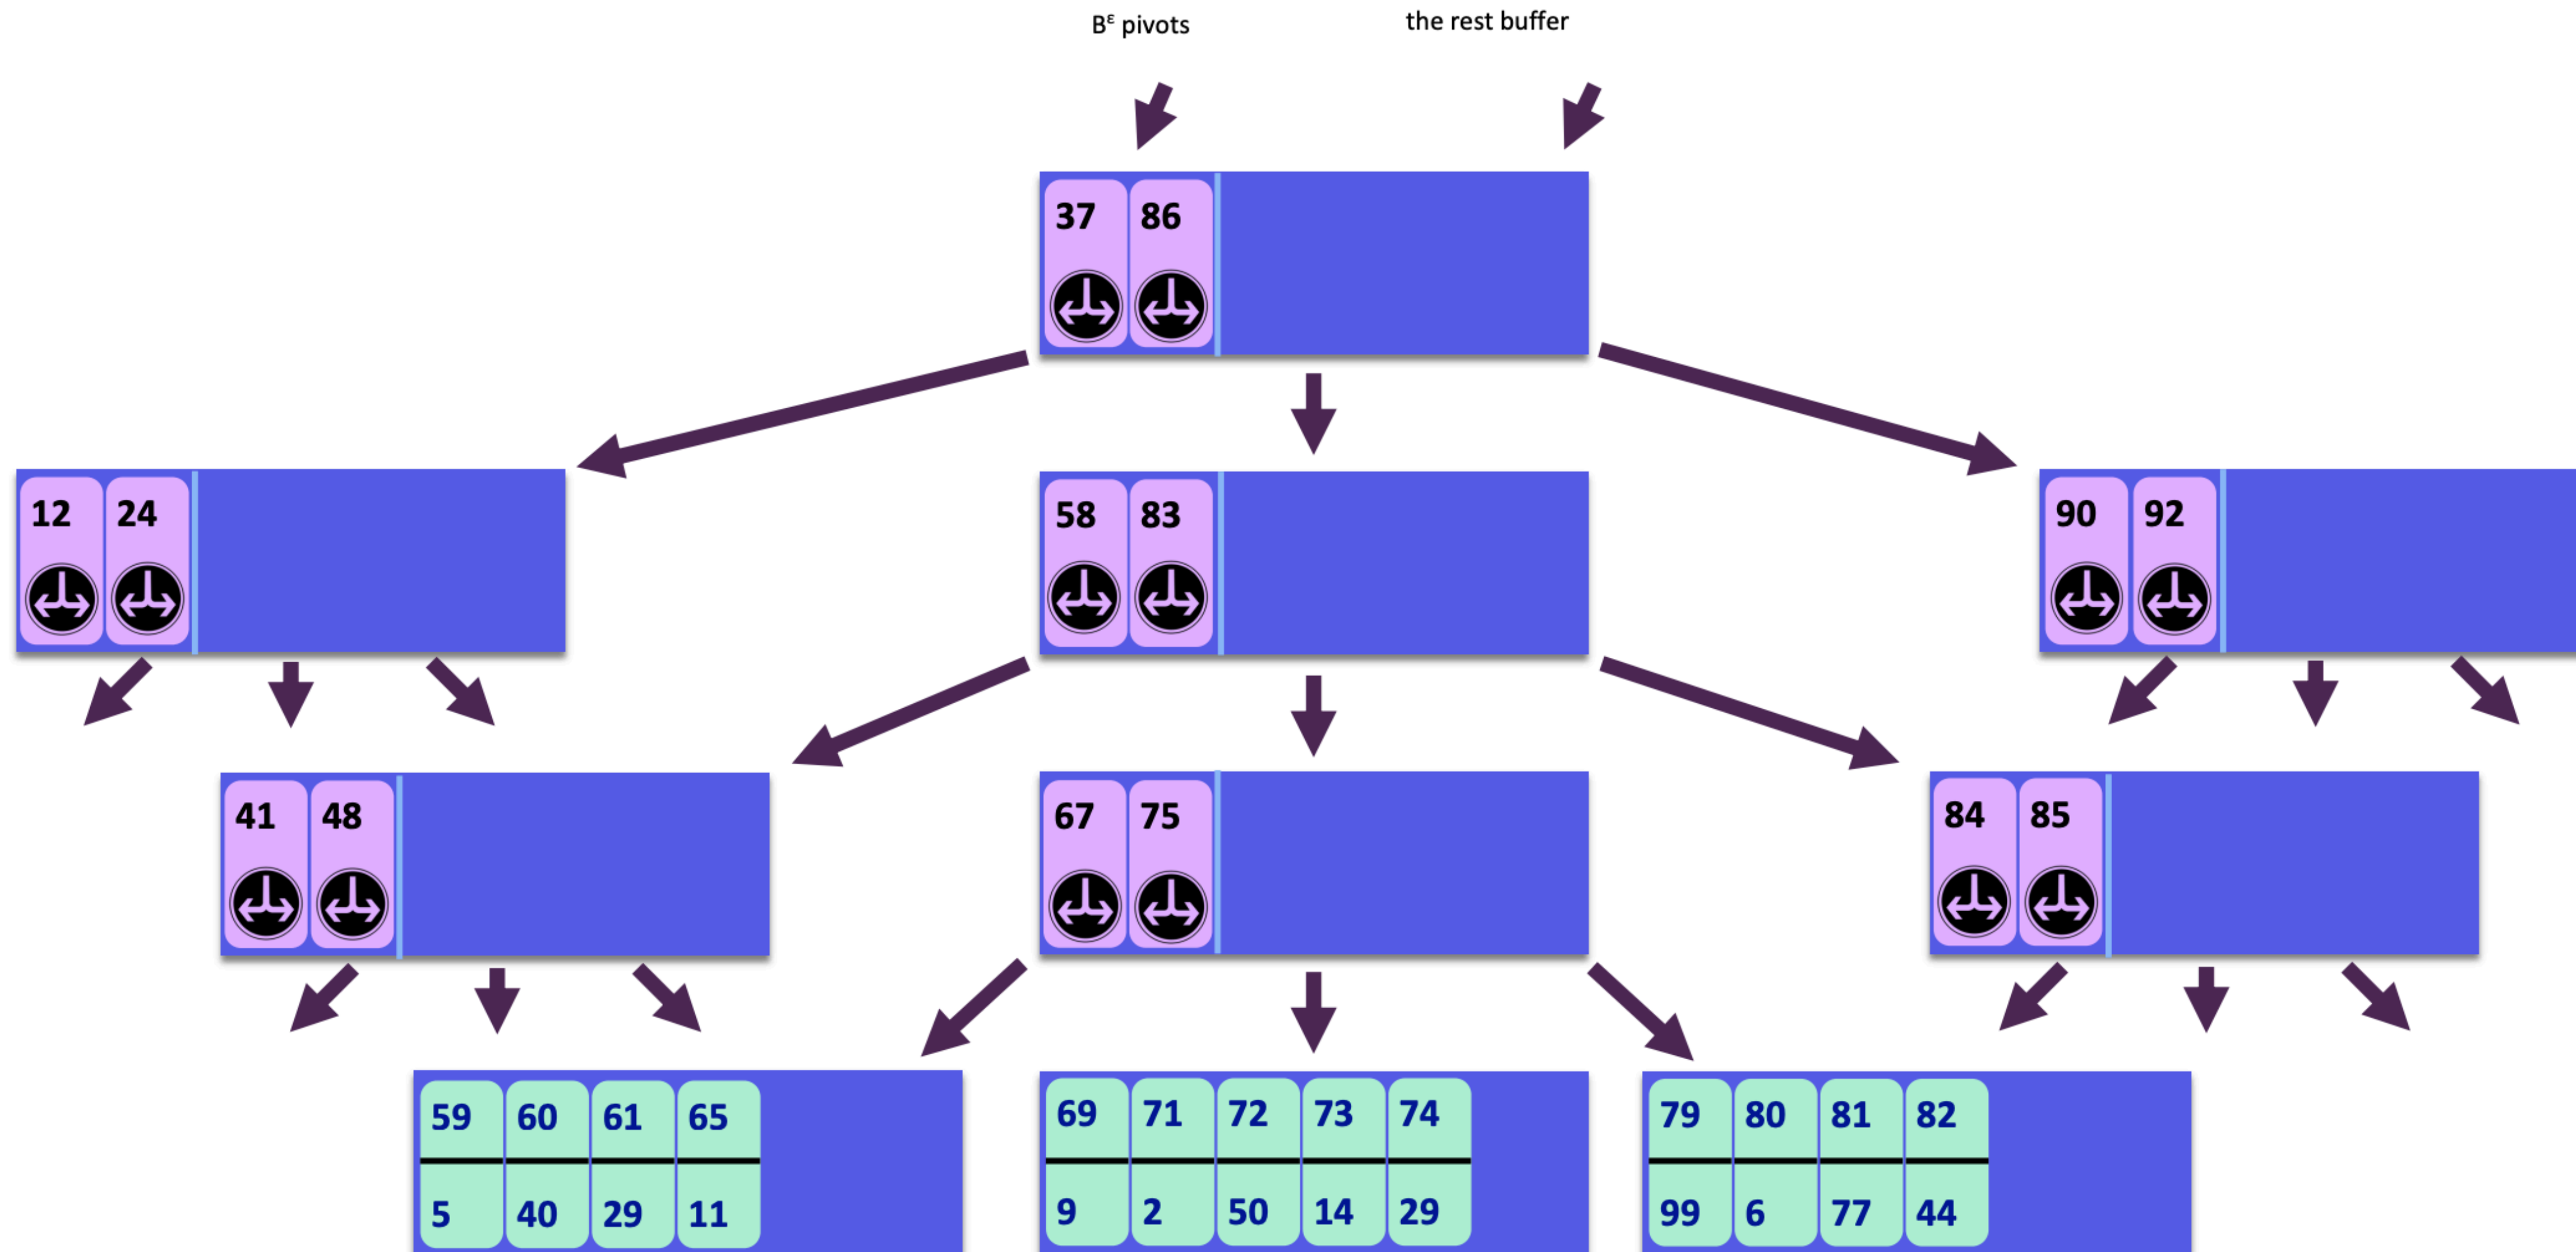 Bᵋ pivots the rest buffer
37 86
12 24 58 83 90 92
41 48 67 75 84 85
59 60 61 65 69 71 72 73 74 79 80 81 82
5 40 29 11 9 2 50 14 29 99 6 77 44